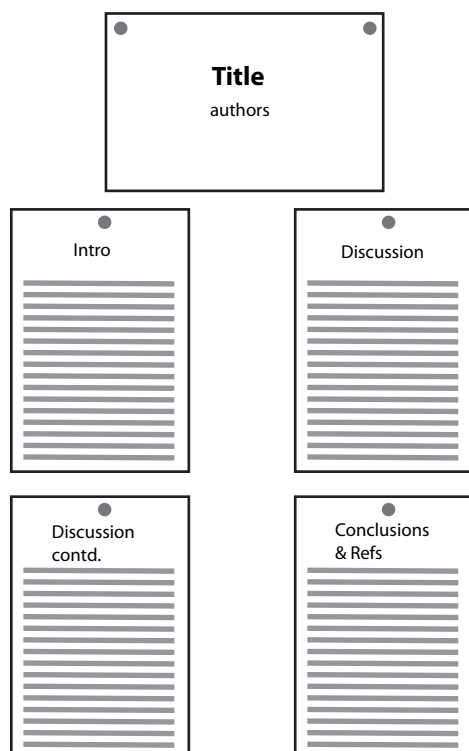 Title
authors
Intro
Discussion
Discussion
contd.
Conclusions
& Refs